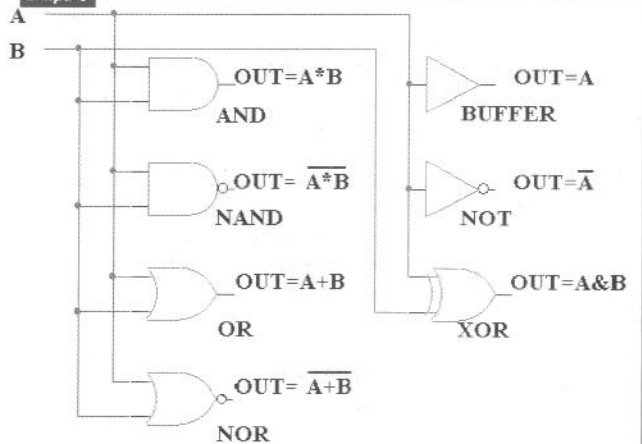 A
B
OUT=A*B
AND
OUT=A
BUFFER
OUT= A̅*̅B̅
NAND
OUT=A̅
NOT
OUT=A+B
OR
OUT=A&B
XOR
OUT= A̅+̅B̅
NOR